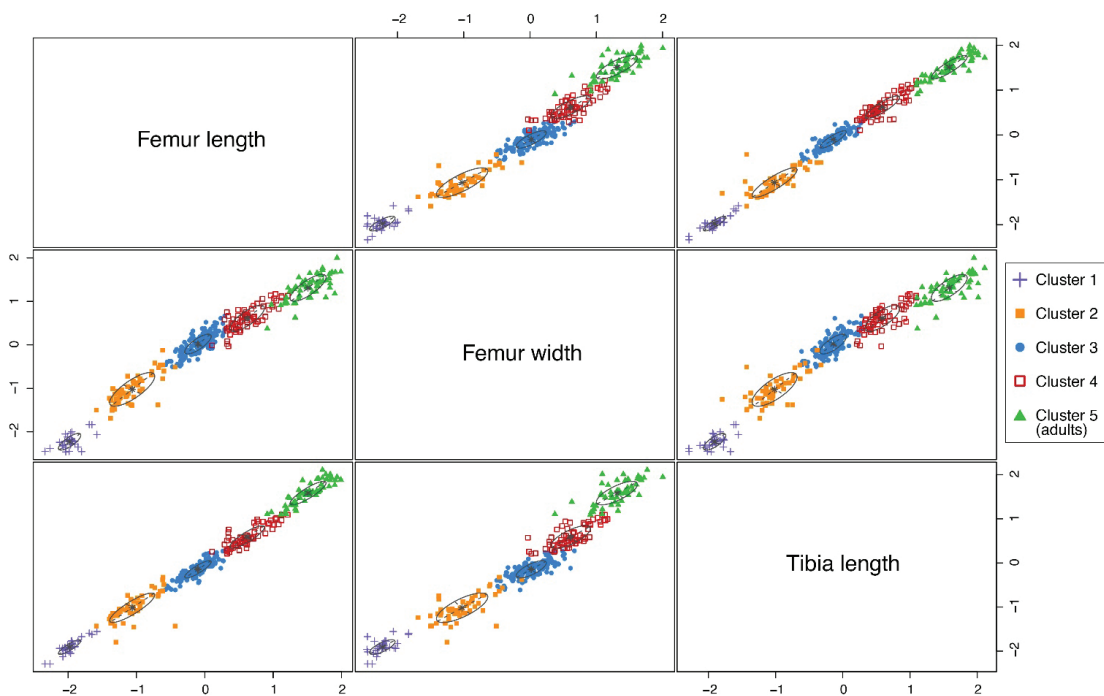 -2 -1 0 1 2
Femur length
2
1
0
-1
-2
2
1
0
-1
-2
Femur width
Cluster 1
Cluster 2
Cluster 3
Cluster 4
Cluster 5
(adults)
Tibia length
2
1
0
-1
-2
-2 -1 0 1 2
-2 -1 0 1 2